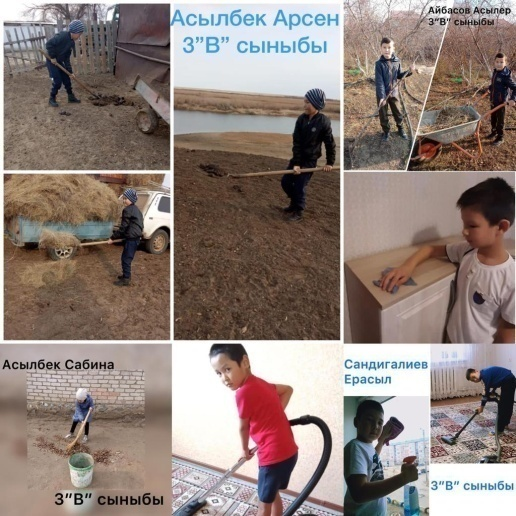 Асылбек Арсен
3"В" сыныбы
Айбасов Асылер
3"В" сыныбы
Асылбек Сабина
3"В" сыныбы
Сандигалиев
Ерасыл
3"В" сыныбы